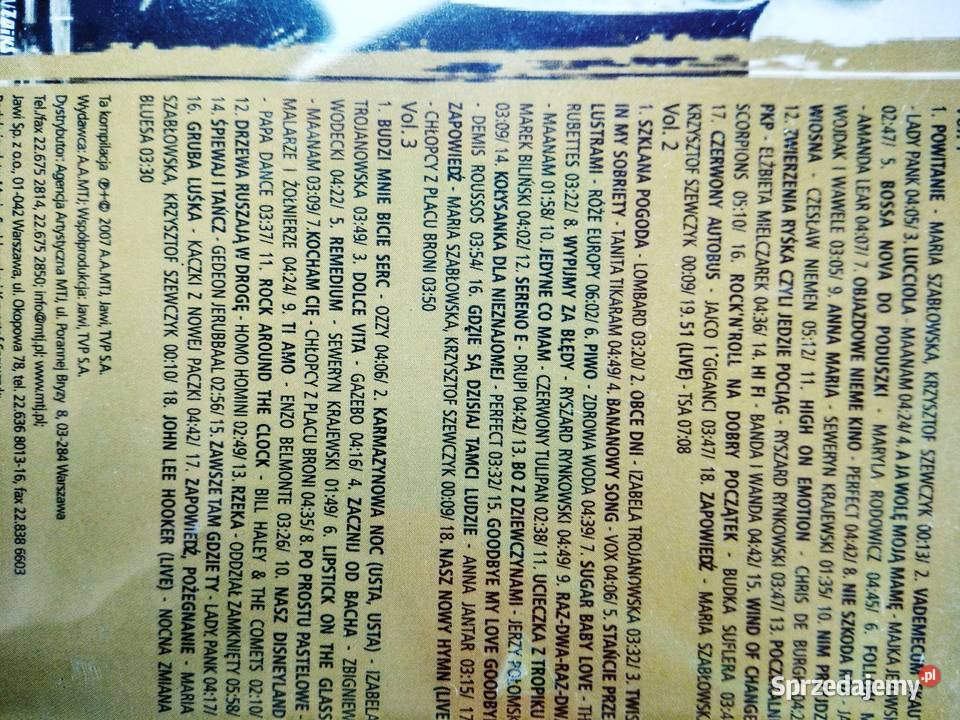 1. POWITANIE - MARIA SZABŁOWSKA, KRZYSZTOF SZEWCZYK 00:13/ 2. VADEMECUM
- LADY PANK 04:05/ 3. LUCCIOLA - MAANAM 04:24/ 4. A JA WOLĘ MOJĄ MAMĘ - MAJKA
02:47/ 5. BOSSA NOVA DO PODUSZKI - MARYLA RODOWICZ 04:45/ 6. FOLLOW
- AMANDA LEAR 04:07/ 7. OBJAZDOWE NIEME KINO - PERFECT 04:42/ 8. NIE SZKODA
WOJDAK I WAWELE 03:05/ 9. ANNA MARIA - SEWERYN KRAJEWSKI 01:35/ 10. NIM
WIOSNA - CZESŁAW NIEMEN 05:12/ 11. HIGH ON EMOTION - CHRIS DE BURGH
12. ZWIERZENIA RYŚKA CZYLI JEDZIE POCIĄG - RYSZARD RYNKOWSKI 03:47/ 13.
PKP - ELŻBIETA MIELCZAREK 04:36/ 14. HI FI - BANDA I WANDA 04:42/ 15. WIND OF CHANGE
SCORPIONS 05:10/ 16. ROCK'N'ROLL NA DOBRY POCZĄTEK - BUDKA SUFLERA
17. CZERWONY AUTOBUS - JAJCO I GIGANCI 03:47/ 18. ZAPOWIEDŹ - MARIA SZABŁOWSK
KRZYSZTOF SZEWCZYK 00:09/ 19. 51 (LIVE) - TSA 07:08
Vol. 2
1. SZKLANA POGODA - LOMBARD 03:20/ 2. OBCE DNI - IZABELA TROJANOWSKA 03:32/ 3. TWIS
IN MY SOBRIETY - TANITA TIKARAM 04:49/ 4. BANANOWY SONG - VOX 04:06 5. STAŃCIE PRZE
LUSTRAMI - RÓŻE EUROPY 06:02/ 6. PIWO - ZDROWA WODA 04:39/ 7. SUGAR BABY LOVE - TH
RUBETTES 03:22/ 8. WYPIJMY ZA BŁĘDY - RYSZARD RYNKOWSKI 04:49/ 9. RAZ-DWA-RAZ-DW
- MAANAM 01:58/ 10. JEDYNE CO MAM - CZERWONY TULIPAN 02:38/ 11. UCIECZKA Z TROPIKU
MAREK BILIŃSKI 04:02/ 12. SERENO E - DRUPI 04:42/ 13. BO Z DZIEWCZYNAMI - JERZY POŁOMSK
03:09/ 14. KOŁYSANKA DLA NIEZNAJOMEJ - PERFECT 03:32/ 15. GOODBYE MY LOVE GOODBY
- DEMIS ROUSSOS 03:54/ 16. GDZIE SĄ DZISIAJ TAMCI LUDZIE - ANNA JANTAR 03:15/ 17
ZAPOWIEDŹ - MARIA SZABŁOWSKA, KRZYSZTOF SZEWCZYK 00:09/ 18. NASZ NOWY HYMN (LIVE
- CHŁOPCY Z PLACU BRONI 03:50
Vol. 3
1. BUDZI MNIE BICIE SERC - OZZY 04:06/ 2. KARMAZYNOWA NOC (USTA, USTA) - IZABELA
TROJANOWSKA 03:49/ 3. DOLCE VITA - GAZEBO 04:16/ 4. ZACZNIJ OD BACHA - ZBIGNIEW
WODECKI 04:22/ 5. REMEDIUM - SEWERYN KRAJEWSKI 01:49/ 6. LIPSTICK ON THE GLASS
- MAANAM 03:09/ 7.KOCHAM CIĘ - CHŁOPCY Z PLACU BRONI 04:35/ 8. PO PROSTU PASTELOWE -
MALARZE I ŻOŁNIERZE 04:24/ 9. TI AMO - ENZO BELMONTE 03:26/ 10. NASZ DISNEYLAND
- PAPA DANCE 03:37/ 11. ROCK AROUND THE CLOCK - BILL HALEY & THE COMETS 02:10/
12. DRZEWA RUSZAJĄ W DROGĘ - HOMO HOMINI 02:49/ 13. RZEKA - ODDZIAŁ ZAMKNIĘTY 05:58/
14. ŚPIEWAJ I TAŃCZ - GEDEON JERUBBAAL 02:56/ 15. ZAWSZE TAM GDZIE TY - LADY PANK 04:17/
16. GRUBA LUŚKA - KACZKI Z NOWEJ PACZKI 04:42/ 17. ZAPOWIEDŹ, POŻEGNANIE - MARIA
SZABŁOWSKA, KRZYSZTOF SZEWCZYK 00:10/ 18. JOHN LEE HOOKER (LIVE) - NOCNA ZMIANA
BLUESA 03:30
Ta kompilacja ℗+© 2007 A.A.MTJ, Jawi, TVP S.A.
Wydawca: A.A.MTJ; Współprodukcja: Jawi, TVP S.A.
Dystrybutor: Agencja Artystyczna MTJ, ul. Porannej Bryzy 8, 03-284 Warszawa
Tel./fax 22.675 2814, 22.675 2850; info@mtj.pl; www.mtj.pl;
Jawi Sp. z o.o., 01-042 Warszawa, ul. Okopowa 78, tel. 22.636 8013-16, fax. 22.838 6603
Sprzedajemy.pl